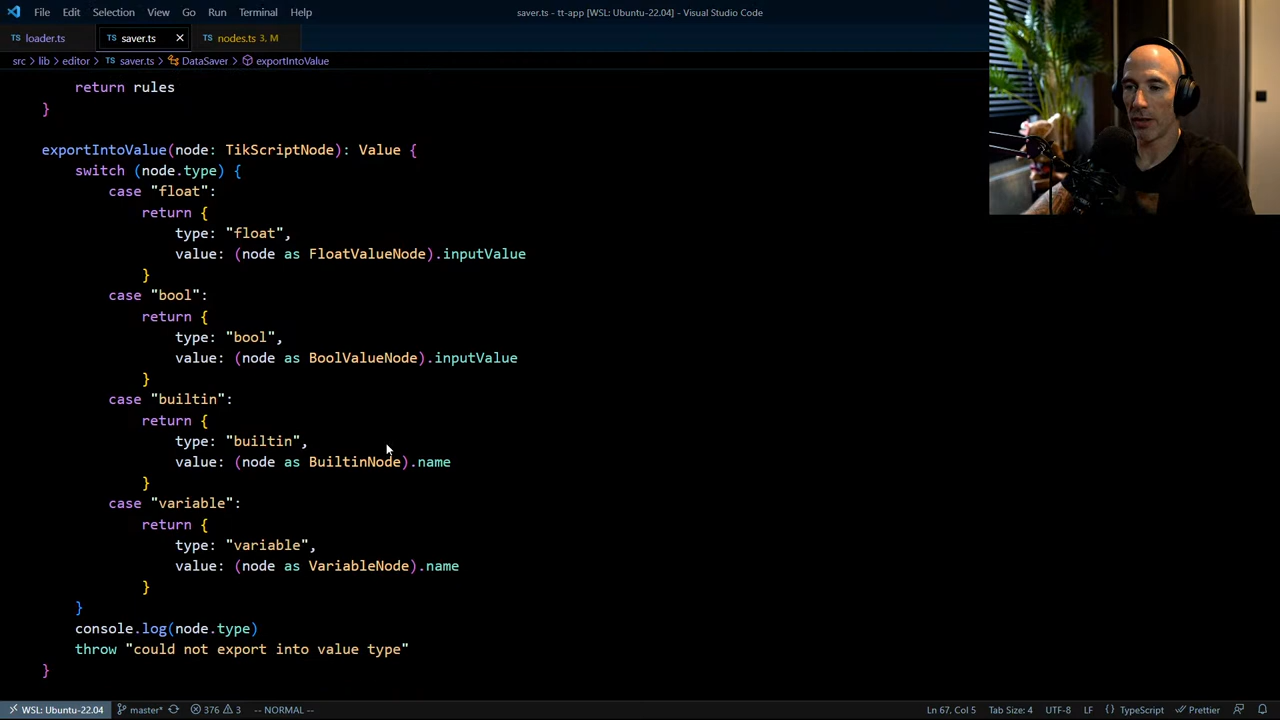 File Edit Selection View Go Run Terminal Help
saver.ts - tt-app [WSL: Ubuntu-22.04] - Visual Studio Code
TS loader.ts
TS saver.ts
TS nodes.ts 3, M
src > lib > editor > TS saver.ts > DataSaver > exportIntoValue
return rules
}
exportIntoValue(node: TikScriptNode): Value {
switch (node.type) {
case "float":
return {
type: "float",
value: (node as FloatValueNode).inputValue
}
case "bool":
return {
type: "bool",
value: (node as BoolValueNode).inputValue
}
case "builtin":
return {
type: "builtin",
value: (node as BuiltinNode).name
}
case "variable":
return {
type: "variable",
value: (node as VariableNode).name
}
}
console.log(node.type)
throw "could not export into value type"
}
WSL: Ubuntu-22.04 master* 376 3 -- NORMAL -- Ln 67, Col 5 Tab Size: 4 UTF-8 LF {} TypeScript Prettier